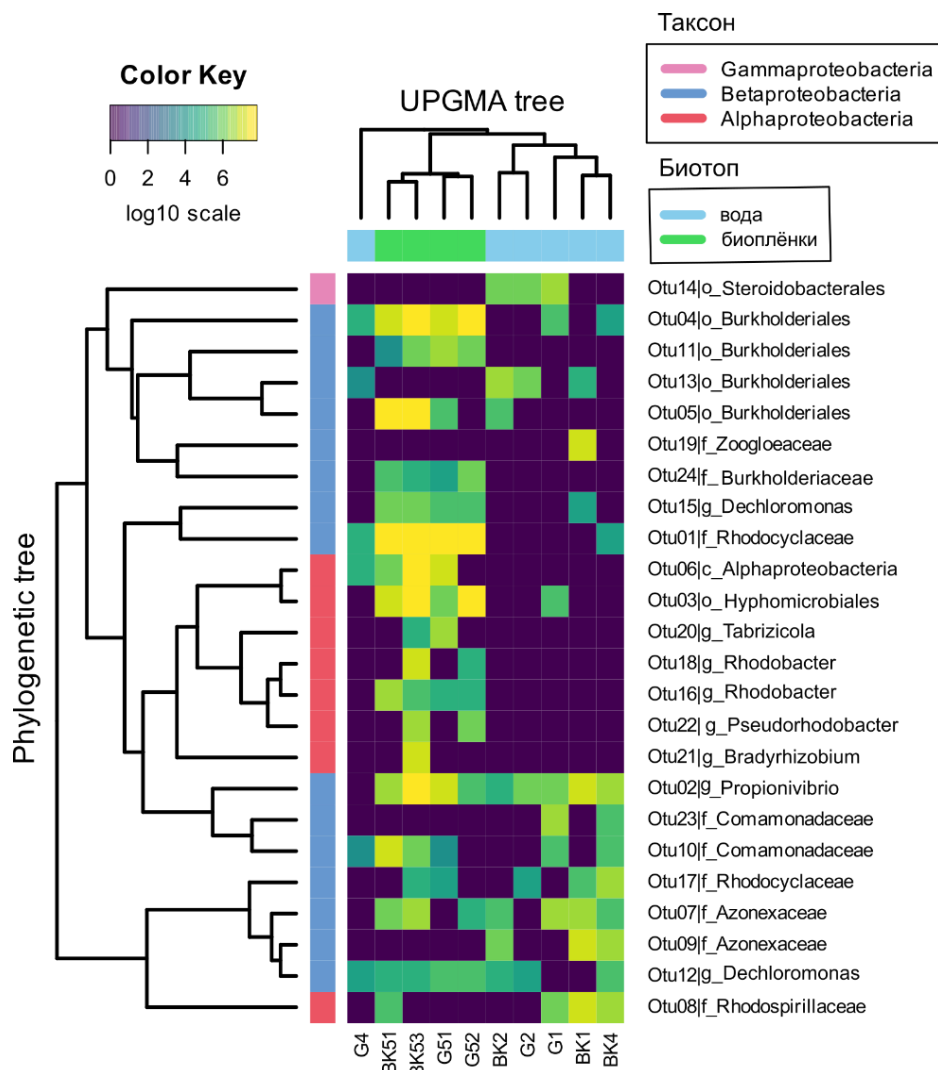 Таксон
Gammaproteobacteria
Betaproteobacteria
Alphaproteobacteria
Color Key
0 2 4 6
log10 scale
UPGMA tree
Биотоп
вода
биоплёнки
Phylogenetic tree
Otu14|o_Steroidobacterales
Otu04|o_Burkholderiales
Otu11|o_Burkholderiales
Otu13|o_Burkholderiales
Otu05|o_Burkholderiales
Otu19|f_Zoogloeaceae
Otu24|f_Burkholderiaceae
Otu15|g_Dechloromonas
Otu01|f_Rhodocyclaceae
Otu06|c_Alphaproteobacteria
Otu03|o_Hyphomicrobiales
Otu20|g_Tabrizicola
Otu18|g_Rhodobacter
Otu16|g_Rhodobacter
Otu22| g_Pseudorhodobacter
Otu21|g_Bradyrhizobium
Otu02|g_Propionivibrio
Otu23|f_Comamonadaceae
Otu10|f_Comamonadaceae
Otu17|f_Rhodocyclaceae
Otu07|f_Azonexaceae
Otu09|f_Azonexaceae
Otu12|g_Dechloromonas
Otu08|f_Rhodospirillaceae
G4 BK51 BK53 G51 G52 BK2 G2 G1 BK1 BK4